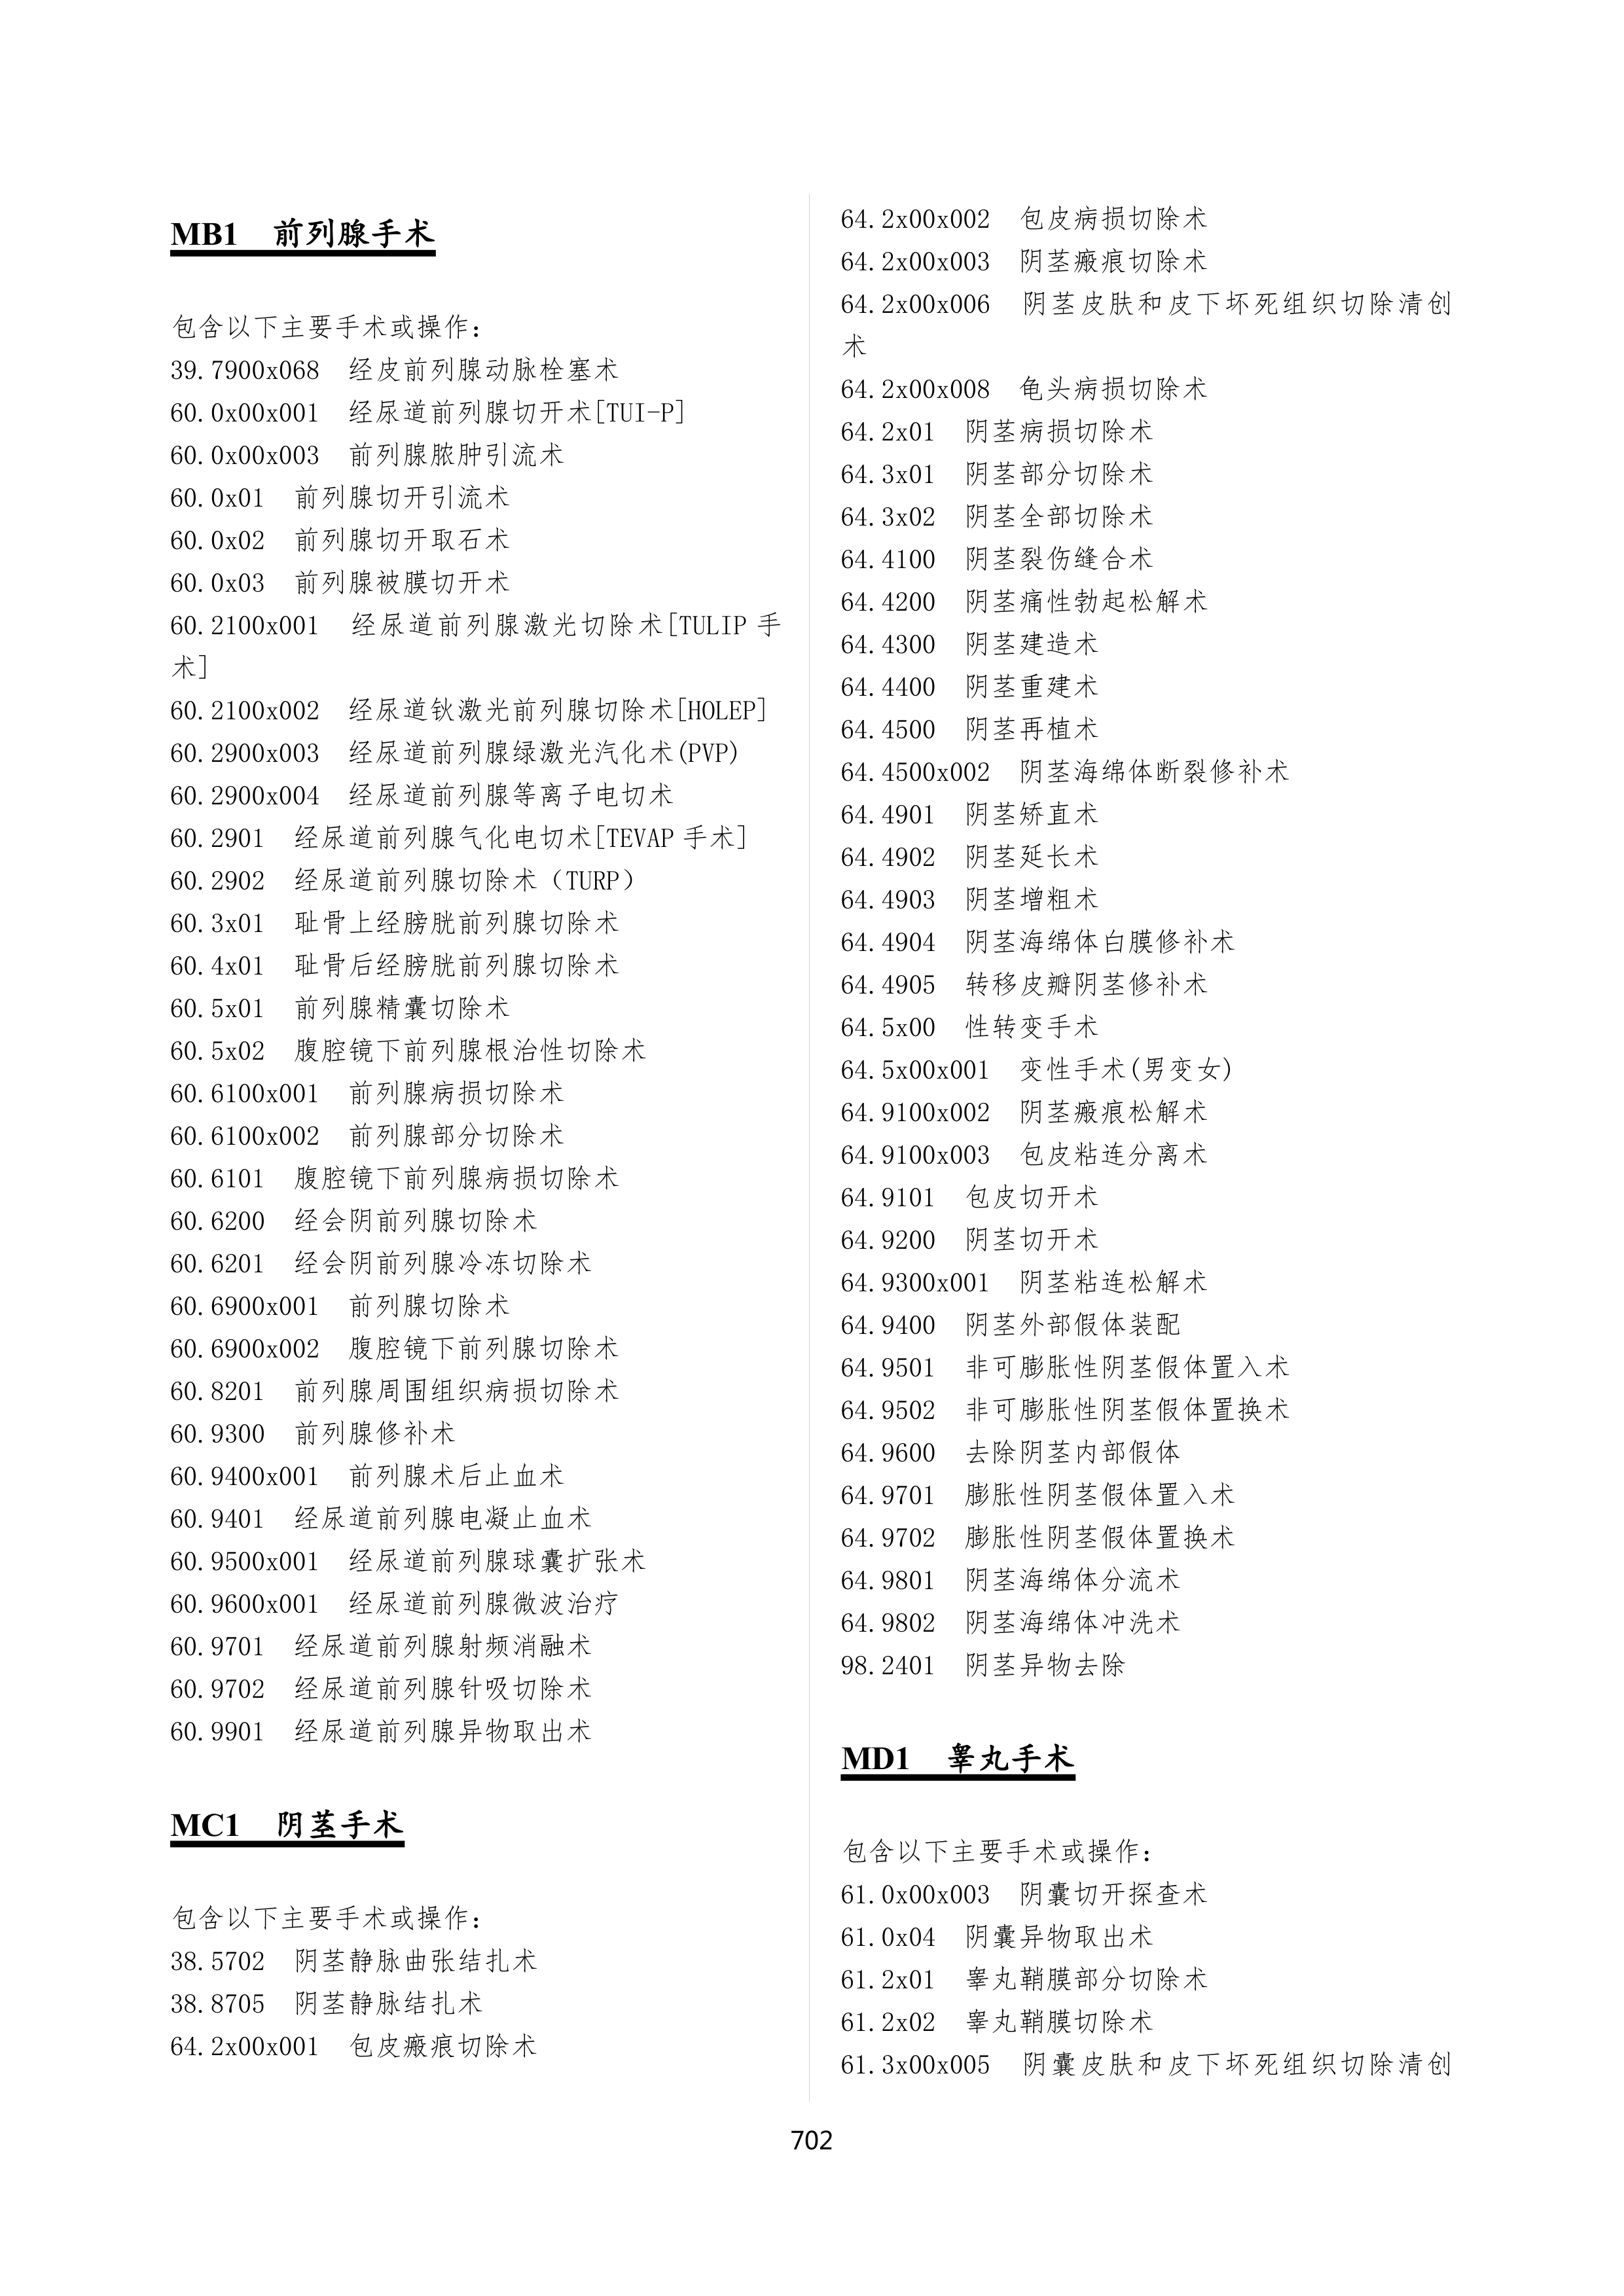 MB1 前列腺手术
包含以下主要手术或操作:
39.7900x068 经皮前列腺动脉栓塞术
60.0x00x001 经尿道前列腺切开术[TUI-P]
60.0x00x003 前列腺脓肿引流术
60.0x01 前列腺切开引流术
60.0x02 前列腺切开取石术
60.0x03 前列腺被膜切开术
60.2100x001 经尿道前列腺激光切除术[TULIP 手
术]
60.2100x002 经尿道钬激光前列腺切除术[HOLEP]
60.2900x003 经尿道前列腺绿激光汽化术(PVP)
60.2900x004 经尿道前列腺等离子电切术
60.2901 经尿道前列腺气化电切术[TEVAP 手术]
60.2902 经尿道前列腺切除术（TURP）
60.3x01 耻骨上经膀胱前列腺切除术
60.4x01 耻骨后经膀胱前列腺切除术
60.5x01 前列腺精囊切除术
60.5x02 腹腔镜下前列腺根治性切除术
60.6100x001 前列腺病损切除术
60.6100x002 前列腺部分切除术
60.6101 腹腔镜下前列腺病损切除术
60.6200 经会阴前列腺切除术
60.6201 经会阴前列腺冷冻切除术
60.6900x001 前列腺切除术
60.6900x002 腹腔镜下前列腺切除术
60.8201 前列腺周围组织病损切除术
60.9300 前列腺修补术
60.9400x001 前列腺术后止血术
60.9401 经尿道前列腺电凝止血术
60.9500x001 经尿道前列腺球囊扩张术
60.9600x001 经尿道前列腺微波治疗
60.9701 经尿道前列腺射频消融术
60.9702 经尿道前列腺针吸切除术
60.9901 经尿道前列腺异物取出术
MC1 阴茎手术
包含以下主要手术或操作:
38.5702 阴茎静脉曲张结扎术
38.8705 阴茎静脉结扎术
64.2x00x001 包皮瘢痕切除术
64.2x00x002 包皮病损切除术
64.2x00x003 阴茎瘢痕切除术
64.2x00x006 阴茎皮肤和皮下坏死组织切除清创
术
64.2x00x008 龟头病损切除术
64.2x01 阴茎病损切除术
64.3x01 阴茎部分切除术
64.3x02 阴茎全部切除术
64.4100 阴茎裂伤缝合术
64.4200 阴茎痛性勃起松解术
64.4300 阴茎建造术
64.4400 阴茎重建术
64.4500 阴茎再植术
64.4500x002 阴茎海绵体断裂修补术
64.4901 阴茎矫直术
64.4902 阴茎延长术
64.4903 阴茎增粗术
64.4904 阴茎海绵体白膜修补术
64.4905 转移皮瓣阴茎修补术
64.5x00 性转变手术
64.5x00x001 变性手术(男变女)
64.9100x002 阴茎瘢痕松解术
64.9100x003 包皮粘连分离术
64.9101 包皮切开术
64.9200 阴茎切开术
64.9300x001 阴茎粘连松解术
64.9400 阴茎外部假体装配
64.9501 非可膨胀性阴茎假体置入术
64.9502 非可膨胀性阴茎假体置换术
64.9600 去除阴茎内部假体
64.9701 膨胀性阴茎假体置入术
64.9702 膨胀性阴茎假体置换术
64.9801 阴茎海绵体分流术
64.9802 阴茎海绵体冲洗术
98.2401 阴茎异物去除
MD1 睾丸手术
包含以下主要手术或操作:
61.0x00x003 阴囊切开探查术
61.0x04 阴囊异物取出术
61.2x01 睾丸鞘膜部分切除术
61.2x02 睾丸鞘膜切除术
61.3x00x005 阴囊皮肤和皮下坏死组织切除清创
702